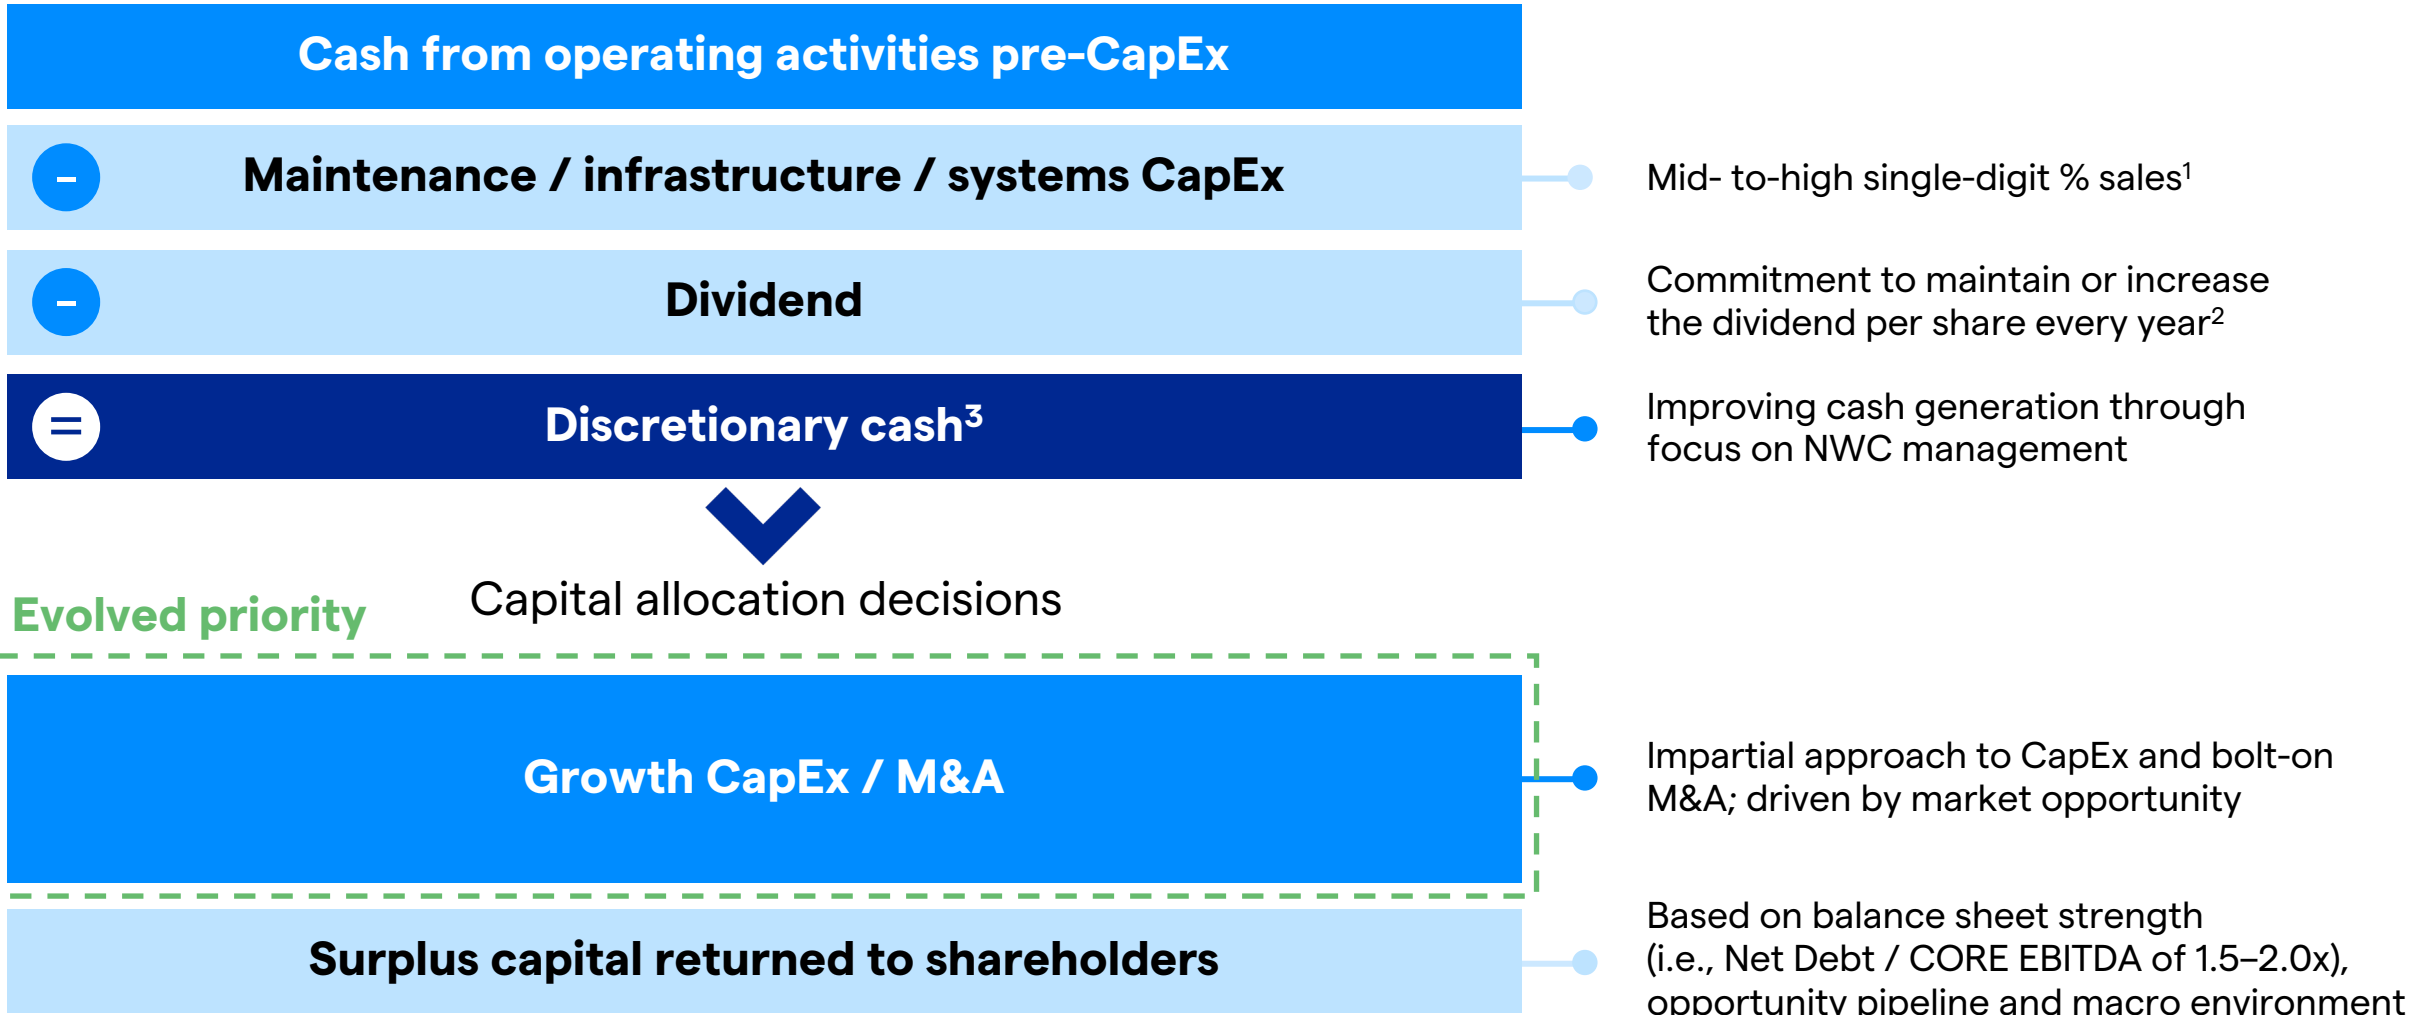 Cash from operating activities pre-CapEx
- Maintenance / infrastructure / systems CapEx
Mid- to-high single-digit % sales¹
- Dividend
Commitment to maintain or increase
the dividend per share every year²
= Discretionary cash³
Improving cash generation through
focus on NWC management
Capital allocation decisions
Evolved priority
Growth CapEx / M&A
Impartial approach to CapEx and bolt-on
M&A; driven by market opportunity
Surplus capital returned to shareholders
Based on balance sheet strength
(i.e., Net Debt / CORE EBITDA of 1.5–2.0x),
opportunity pipeline and macro environment